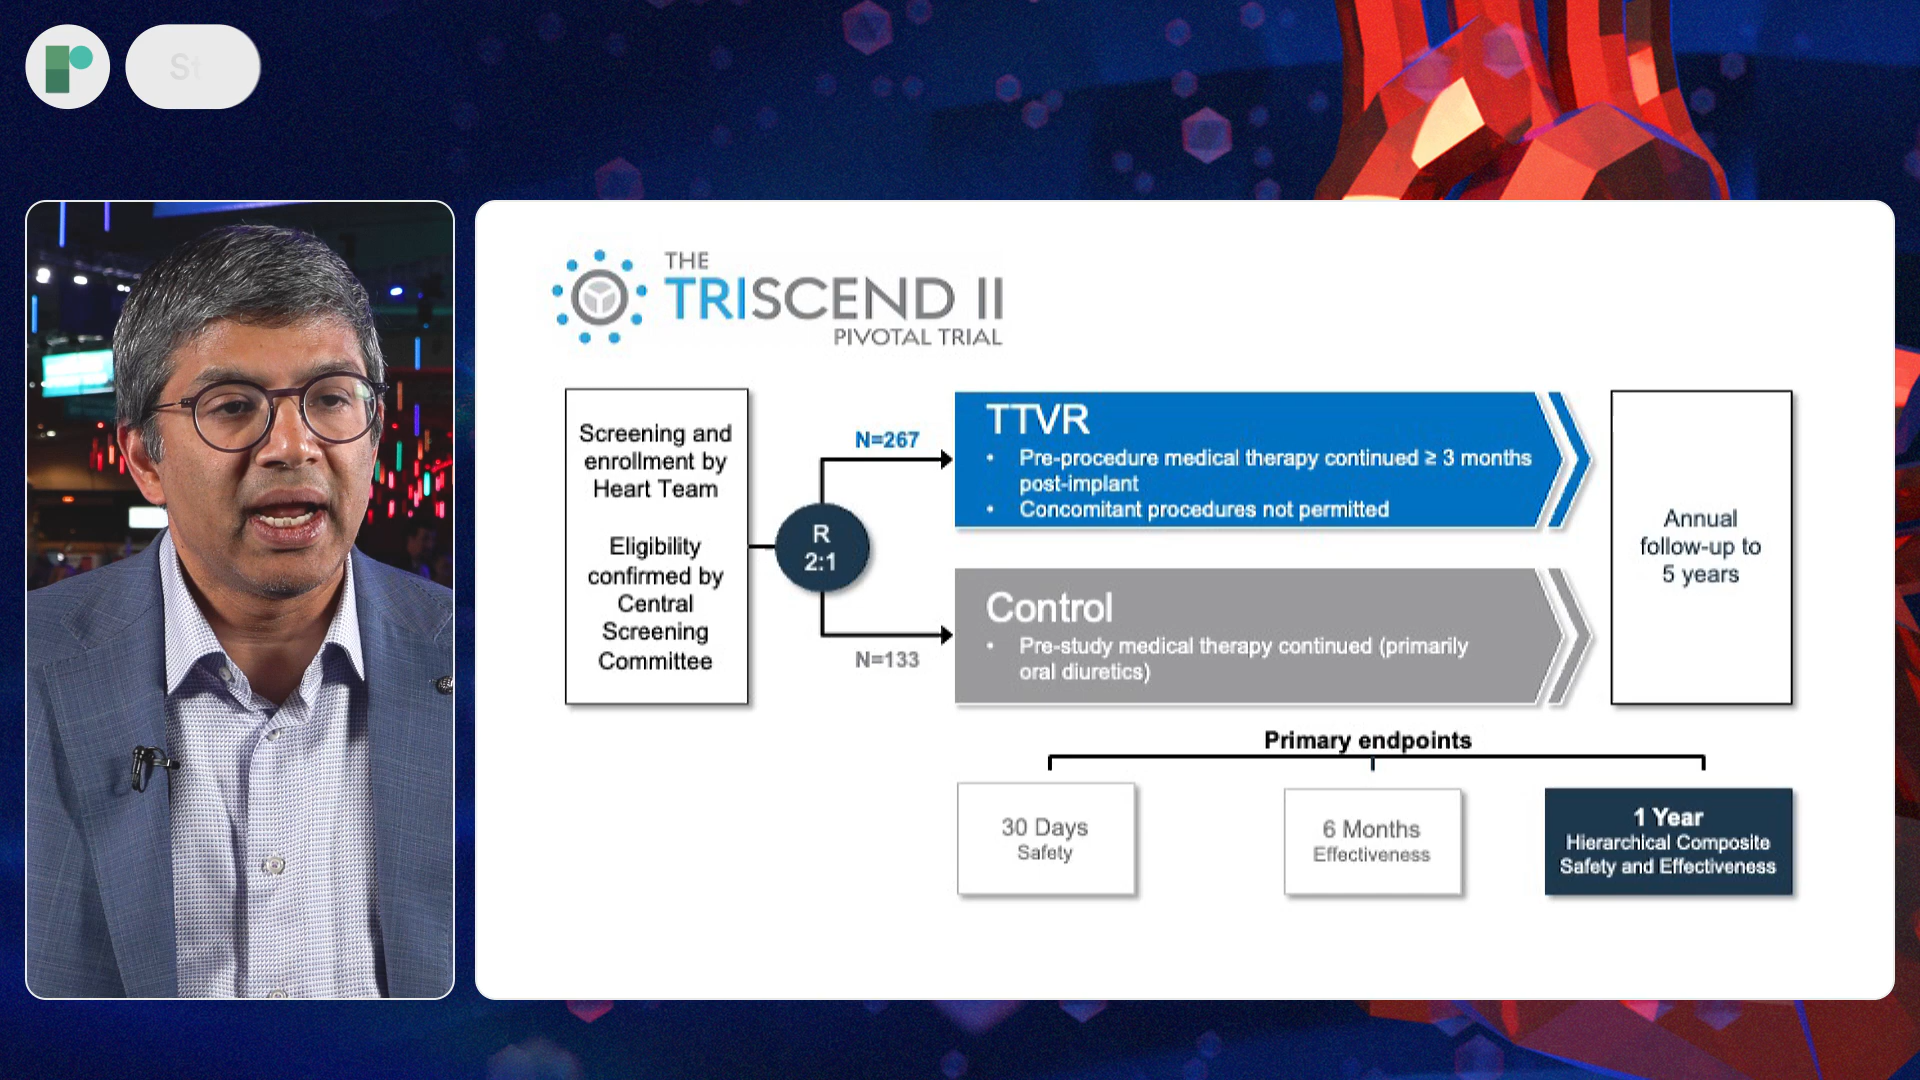 THE
TRISCEND II
PIVOTAL TRIAL
Screening and
enrollment by
Heart Team
Eligibility
confirmed by
Central
Screening
Committee
R
2:1
N=267
N=133
TTVR
• Pre-procedure medical therapy continued ≥ 3 months
post-implant
• Concomitant procedures not permitted
Control
• Pre-study medical therapy continued (primarily
oral diuretics)
Annual
follow-up to
5 years
Primary endpoints
30 Days
Safety
6 Months
Effectiveness
1 Year
Hierarchical Composite
Safety and Effectiveness